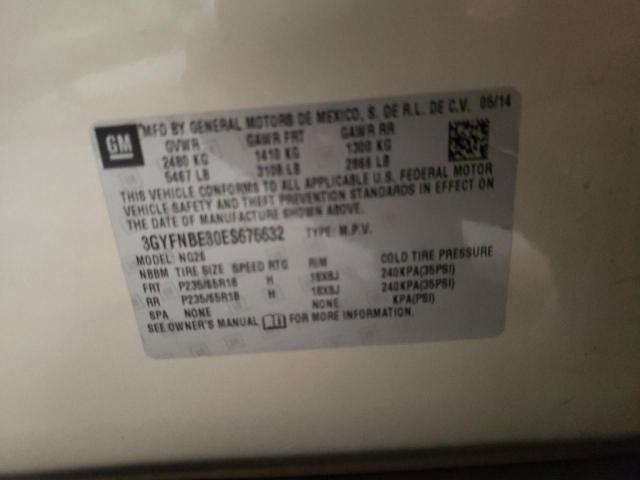 GM
MFD BY GENERAL MOTORS DE MEXICO, S. DE R.L. DE C.V. 05/14
GVWR GAWR FRT GAWR RR
2480 KG 1410 KG 1300 KG
5467 LB 3108 LB 2866 LB
THIS VEHICLE CONFORMS TO ALL APPLICABLE U.S. FEDERAL MOTOR
VEHICLE SAFETY AND THEFT PREVENTION STANDARDS IN EFFECT ON
THE DATE OF MANUFACTURE SHOWN ABOVE.
3GYFNBE30ES676632 TYPE: M.P.V.
MODEL: NG26
NBBM TIRE SIZE SPEED RTG RIM COLD TIRE PRESSURE
FRT P235/65R18 H 18X8J 240KPA(35PSI)
RR P235/65R18 H 18X8J 240KPA(35PSI)
SPA NONE NONE KPA(PSI)
SEE OWNER'S MANUAL FOR MORE INFORMATION.